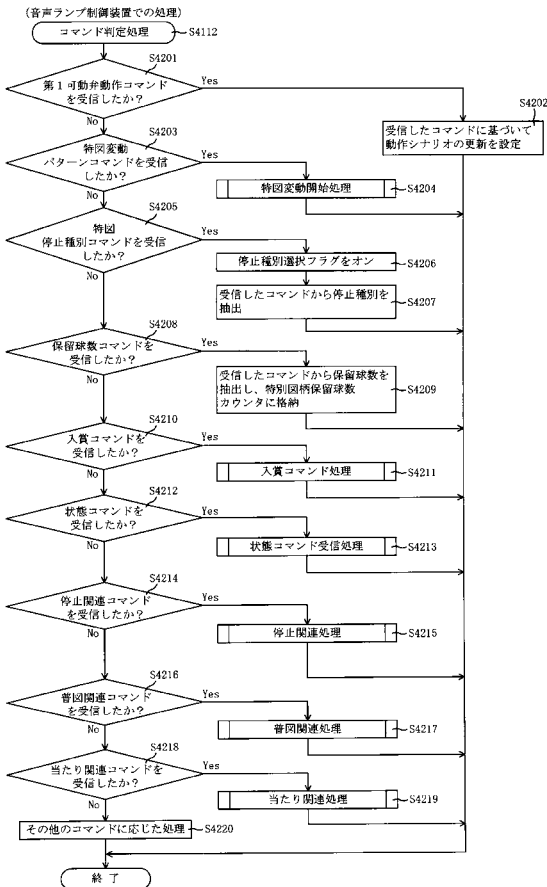 (音声ランプ制御装置での処理)
コマンド判定処理
S4112
S4201
第1可動弁動作コマンド
を受信したか?
Yes
No
S4202
受信したコマンドに基づいて
動作シナリオの更新を設定
S4203
特図変動
パターンコマンドを受信
したか?
Yes
No
特図変動開始処理
S4204
S4205
特図
停止種別コマンドを受信
したか?
Yes
No
停止種別選択フラグをオン
S4206
受信したコマンドから停止種別を
抽出
S4207
S4208
保留球数コマンドを
受信したか?
Yes
No
受信したコマンドから保留球数を
抽出し、特別図柄保留球数
カウンタに格納
S4209
S4210
入賞コマンドを
受信したか?
Yes
No
入賞コマンド処理
S4211
S4212
状態コマンドを
受信したか?
Yes
No
状態コマンド受信処理
S4213
S4214
停止関連コマンド
を受信したか?
Yes
No
停止関連処理
S4215
S4216
普図関連コマンド
を受信したか?
Yes
No
普図関連処理
S4217
S4218
当たり関連コマンドを
受信したか?
Yes
No
当たり関連処理
S4219
その他のコマンドに応じた処理
S4220
終了